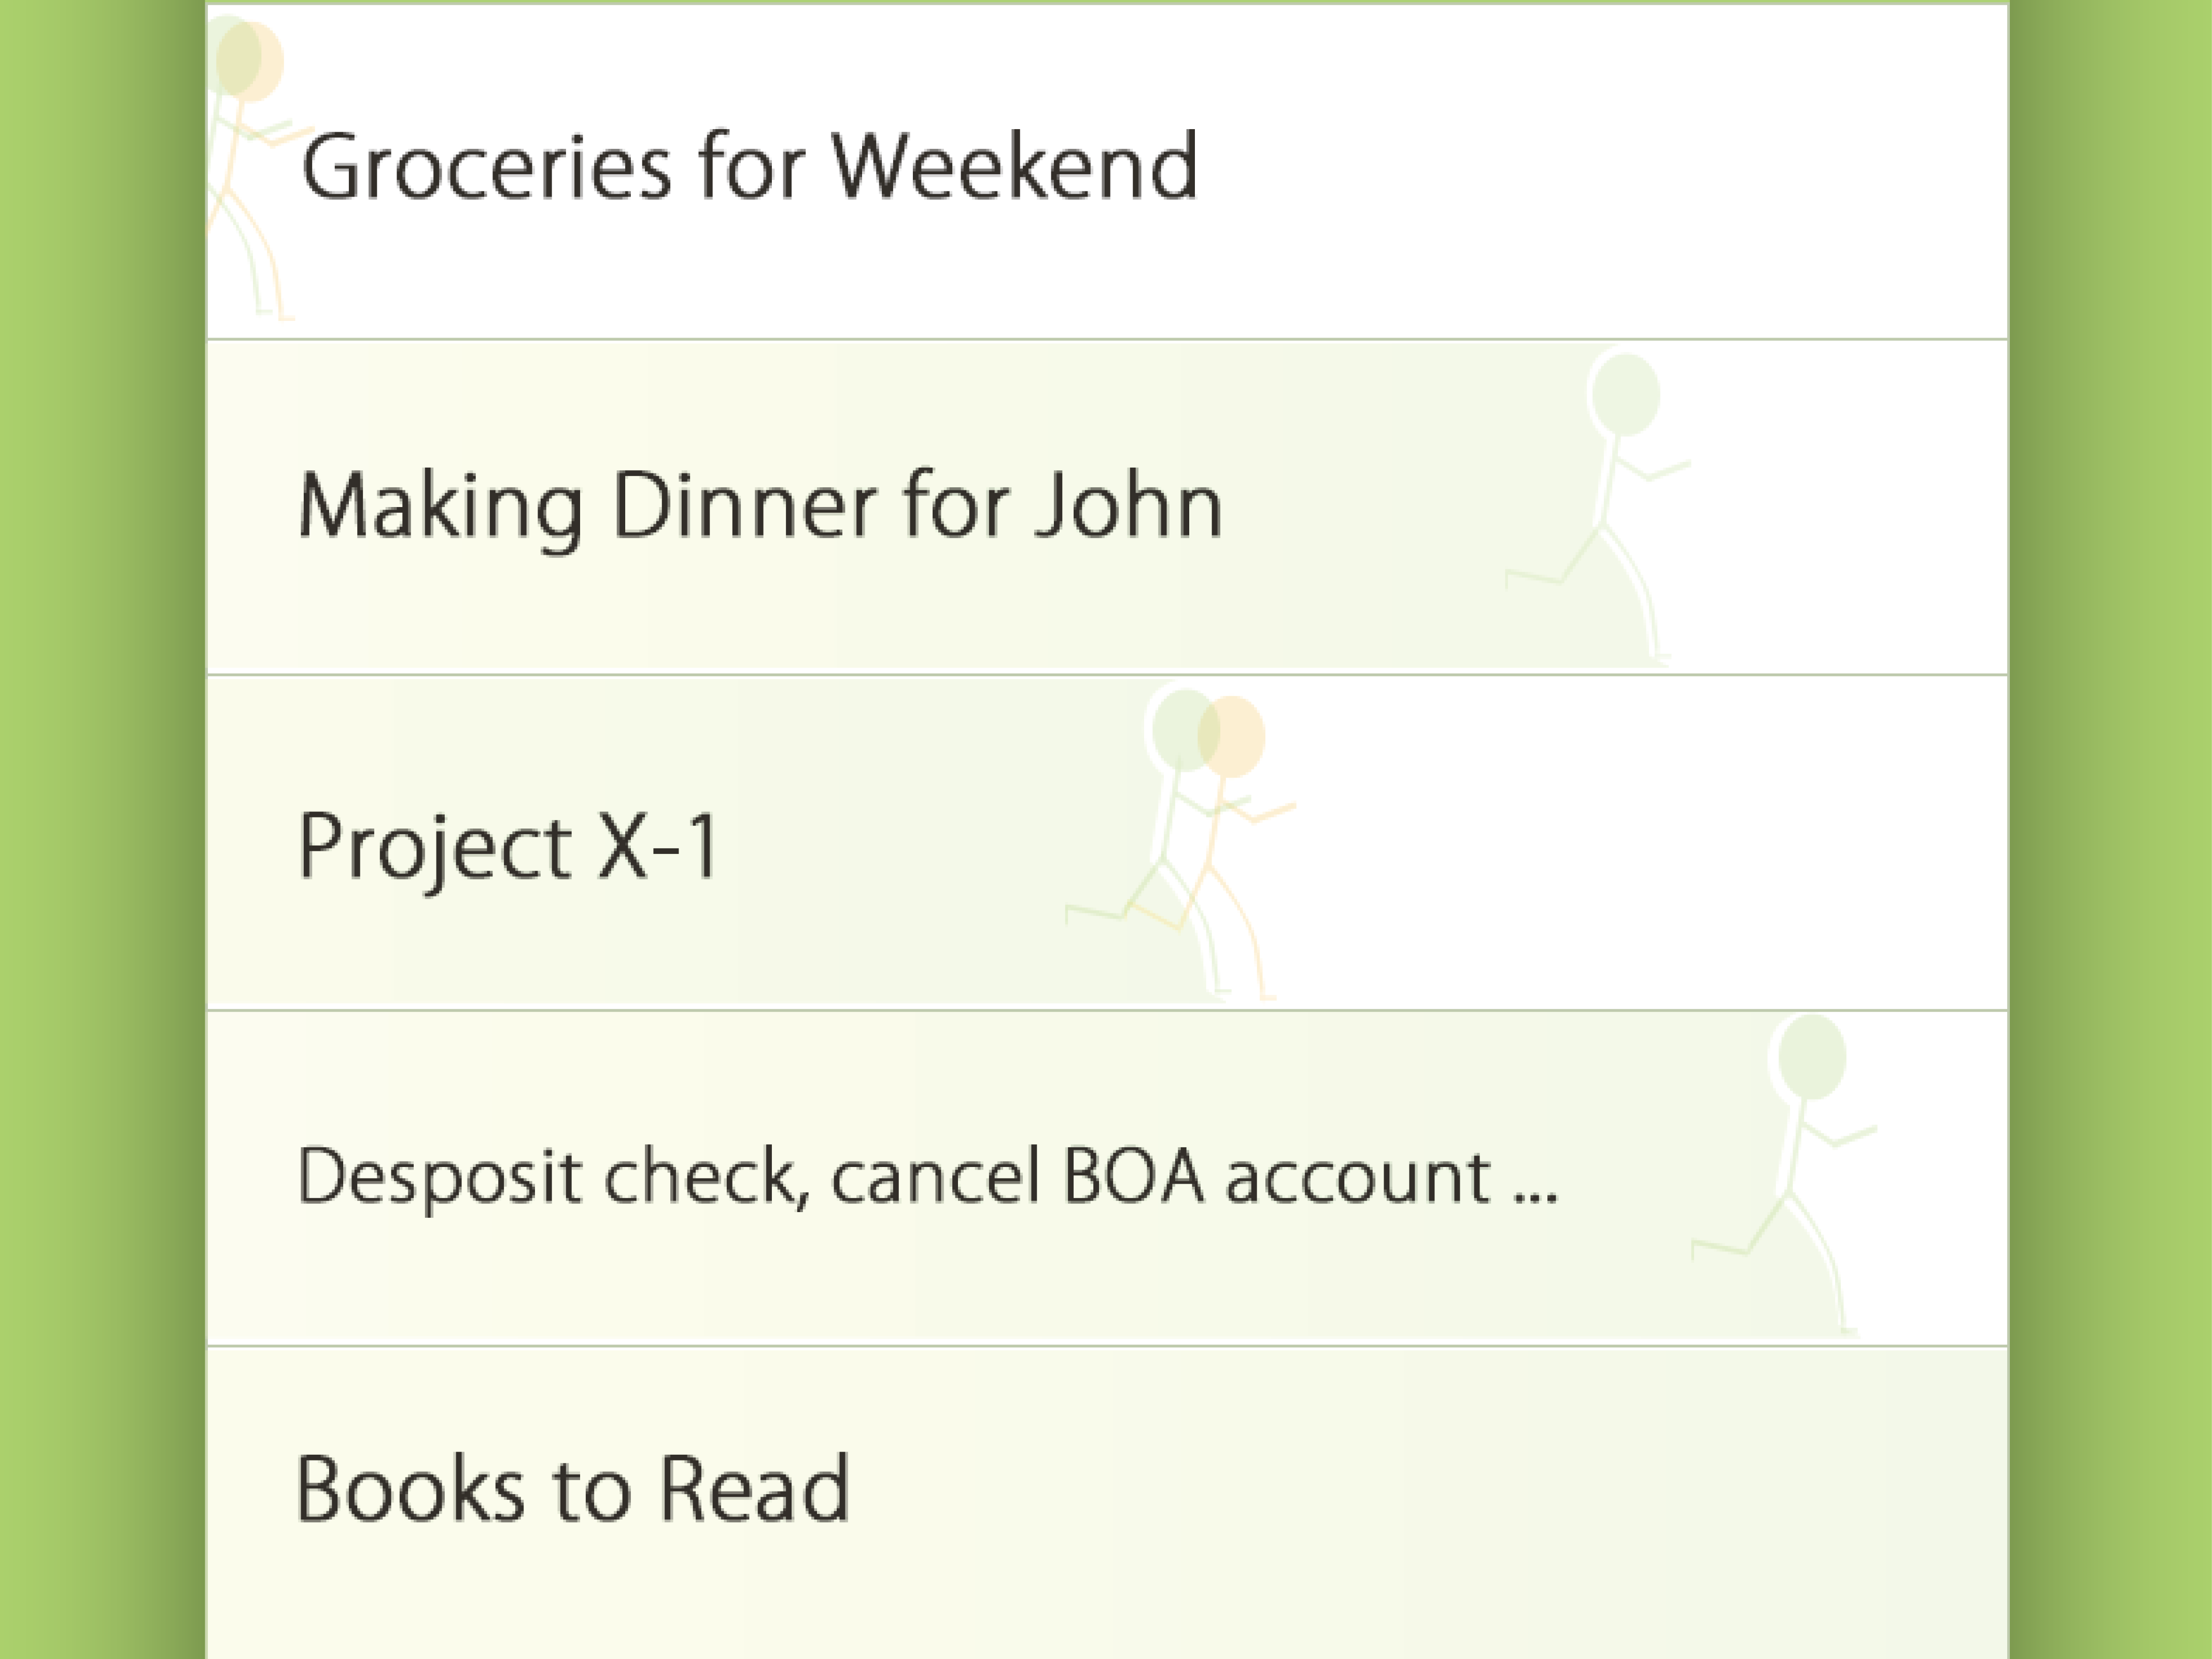 Groceries for Weekend
Making Dinner for John
Project X-1
Desposit check, cancel BOA account ...
Books to Read